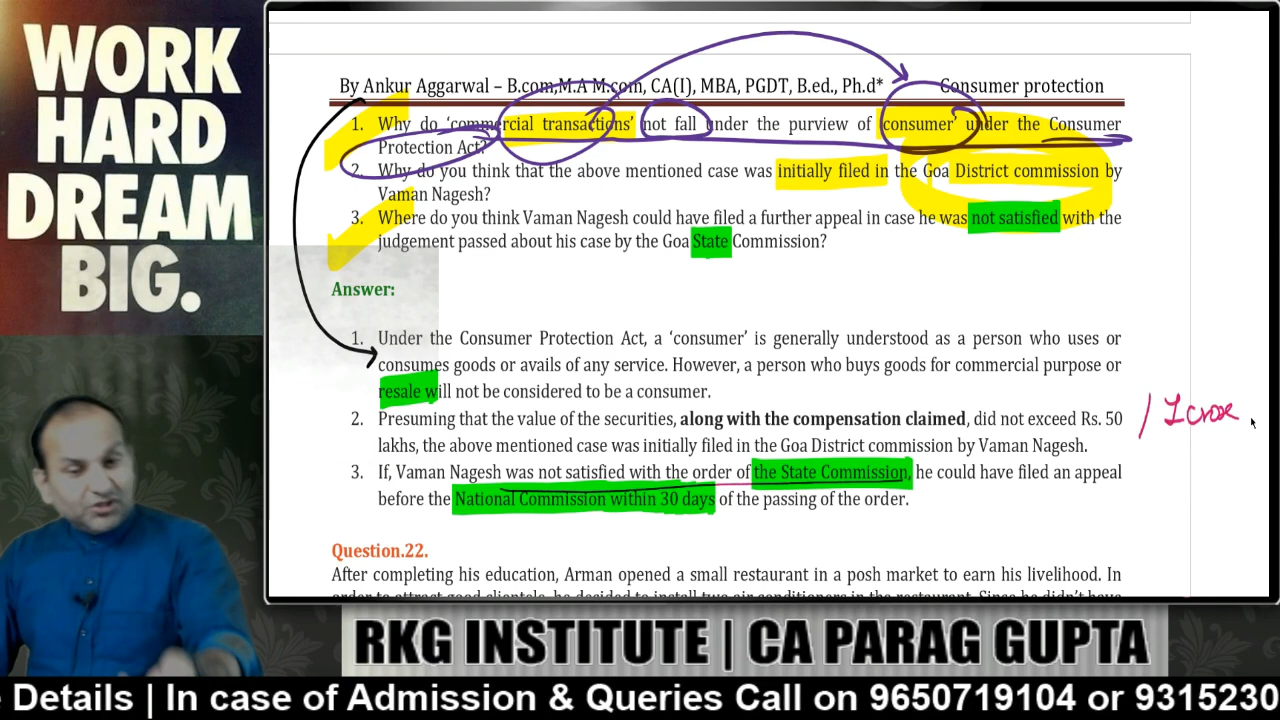 WORK
HARD
DREAM
BIG.
By Ankur Aggarwal – B.com,M.A M.com, CA(I), MBA, PGDT, B.ed., Ph.d* Consumer protection
1. Why do ‘commercial transactions’ not fall under the purview of ‘consumer’ under the Consumer
Protection Act?
2. Why do you think that the above mentioned case was initially filed in the Goa District commission by
Vaman Nagesh?
3. Where do you think Vaman Nagesh could have filed a further appeal in case he was not satisfied with the
judgement passed about his case by the Goa State Commission?
Answer:
1. Under the Consumer Protection Act, a ‘consumer’ is generally understood as a person who uses or
consumes goods or avails of any service. However, a person who buys goods for commercial purpose or
resale will not be considered to be a consumer.
2. Presuming that the value of the securities, along with the compensation claimed, did not exceed Rs. 50
lakhs, the above mentioned case was initially filed in the Goa District commission by Vaman Nagesh.
/ 1 crore
3. If, Vaman Nagesh was not satisfied with the order of the State Commission, he could have filed an appeal
before the National Commission within 30 days of the passing of the order.
Question.22.
After completing his education, Arman opened a small restaurant in a posh market to earn his livelihood. In
RKG INSTITUTE | CA PARAG GUPTA
Details | In case of Admission & Queries Call on 9650719104 or 9315230